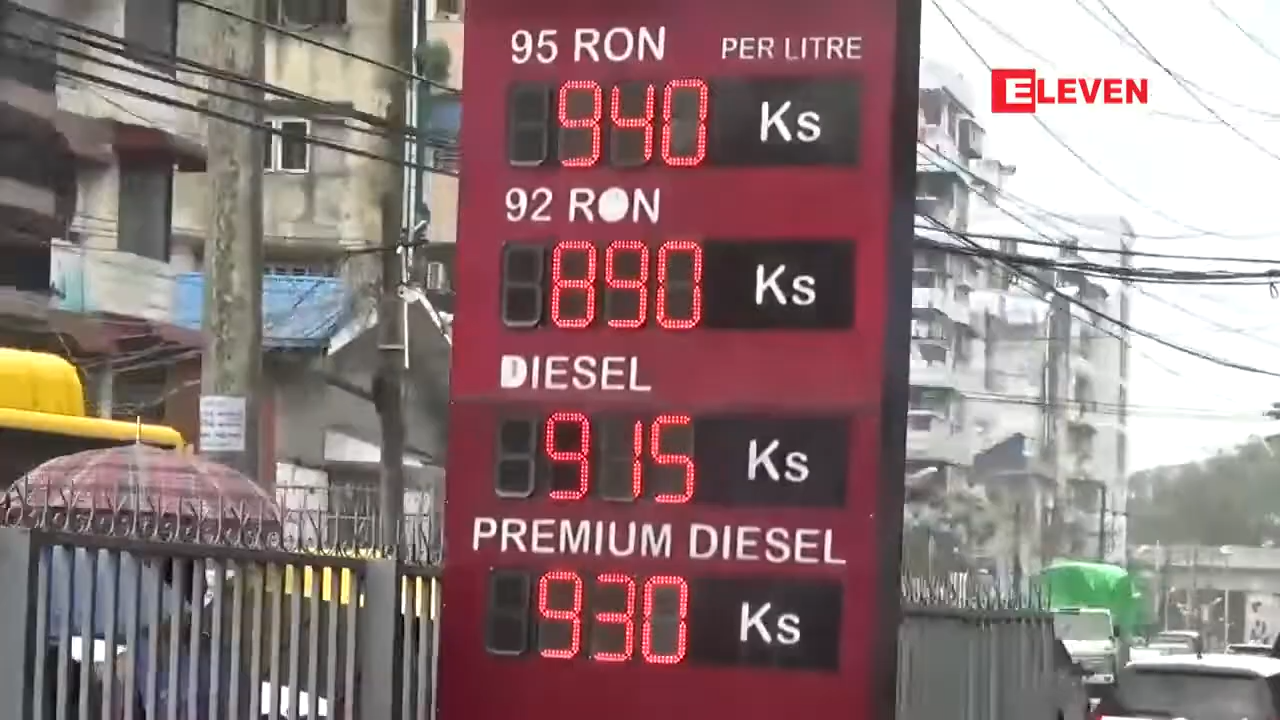 95 RON PER LITRE
940 Ks
92 RON
890 Ks
DIESEL
915 Ks
PREMIUM DIESEL
930 Ks
ELEVEN